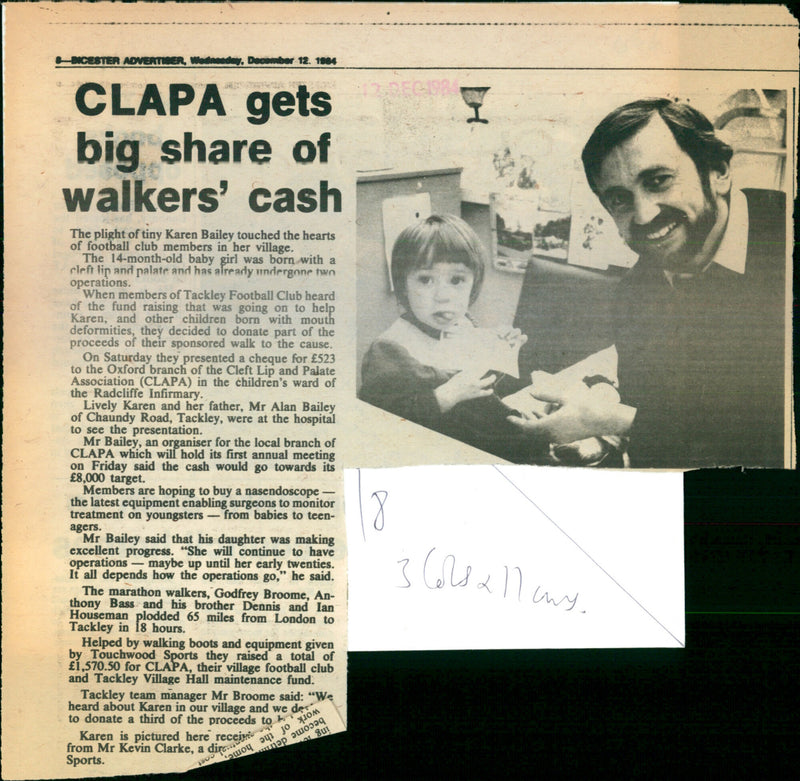 8—BICESTER ADVERTISER, Wednesday, December 12, 1984
12 DEC 1984
CLAPA gets
big share of
walkers' cash
The plight of tiny Karen Bailey touched the hearts
of football club members in her village.
The 14-month-old baby girl was born with a
cleft lip and palate and has already undergone two
operations.
When members of Tackley Football Club heard
of the fund raising that was going on to help
Karen, and other children born with mouth
deformities, they decided to donate part of the
proceeds of their sponsored walk to the cause.
On Saturday they presented a cheque for £523
to the Oxford branch of the Cleft Lip and Palate
Association (CLAPA) in the children's ward of
the Radcliffe Infirmary.
Lively Karen and her father, Mr Alan Bailey
of Chaundy Road, Tackley, were at the hospital
to see the presentation.
Mr Bailey, an organiser for the local branch of
CLAPA which will hold its first annual meeting
on Friday said the cash would go towards its
£8,000 target.
Members are hoping to buy a nasendoscope —
the latest equipment enabling surgeons to monitor
treatment on youngsters — from babies to teen-
agers.
Mr Bailey said that his daughter was making
excellent progress. “She will continue to have
operations — maybe up until her early twenties.
It all depends how the operations go,” he said.
The marathon walkers, Godfrey Broome, An-
thony Bass and his brother Dennis and Ian
Houseman plodded 65 miles from London to
Tackley in 18 hours.
Helped by walking boots and equipment given
by Touchwood Sports they raised a total of
£1,570.50 for CLAPA, their village football club
and Tackley Village Hall maintenance fund.
Tackley team manager Mr Broome said: “We
heard about Karen in our village and we
to donate a third of the proceeds to
Karen is pictured here
from Mr Kevin Clarke, a
Sports.
become
work of the home,
18
3 Cols x 11 cms.